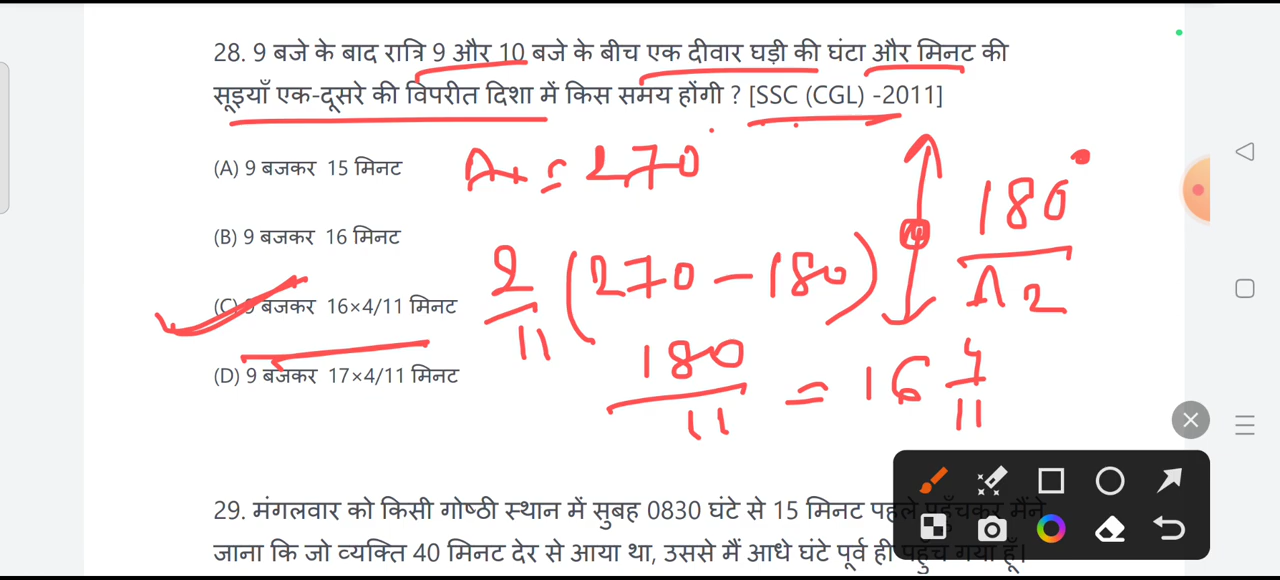 28. 9 बजे के बाद रात्रि 9 और 10 बजे के बीच एक दीवार घड़ी की घंटा और मिनट की
सूइयाँ एक-दूसरे की विपरीत दिशा में किस समय होंगी ? [SSC (CGL) -2011]
(A) 9 बजकर 15 मिनट
A1 = 270°
180°
A2
(B) 9 बजकर 16 मिनट
2/11 (270 - 180)
(C) 9 बजकर 16×4/11 मिनट
180/11 = 16 4/11
(D) 9 बजकर 17×4/11 मिनट
29. मंगलवार को किसी गोष्ठी स्थान में सुबह 0830 घंटे से 15 मिनट पहले पहुँचकर मैंने
जाना कि जो व्यक्ति 40 मिनट देर से आया था, उससे मैं आधे घंटे पूर्व ही पहुँच गया हूँ।